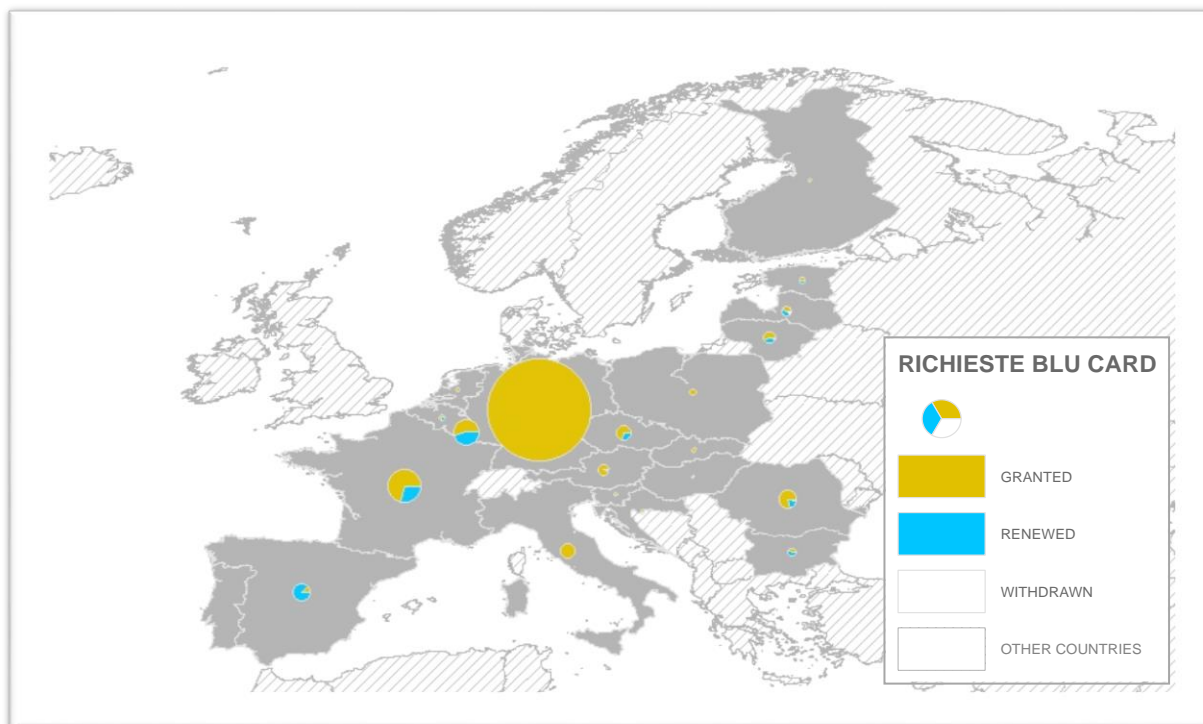 RICHIESTE BLU CARD
GRANTED
RENEWED
WITHDRAWN
OTHER COUNTRIES